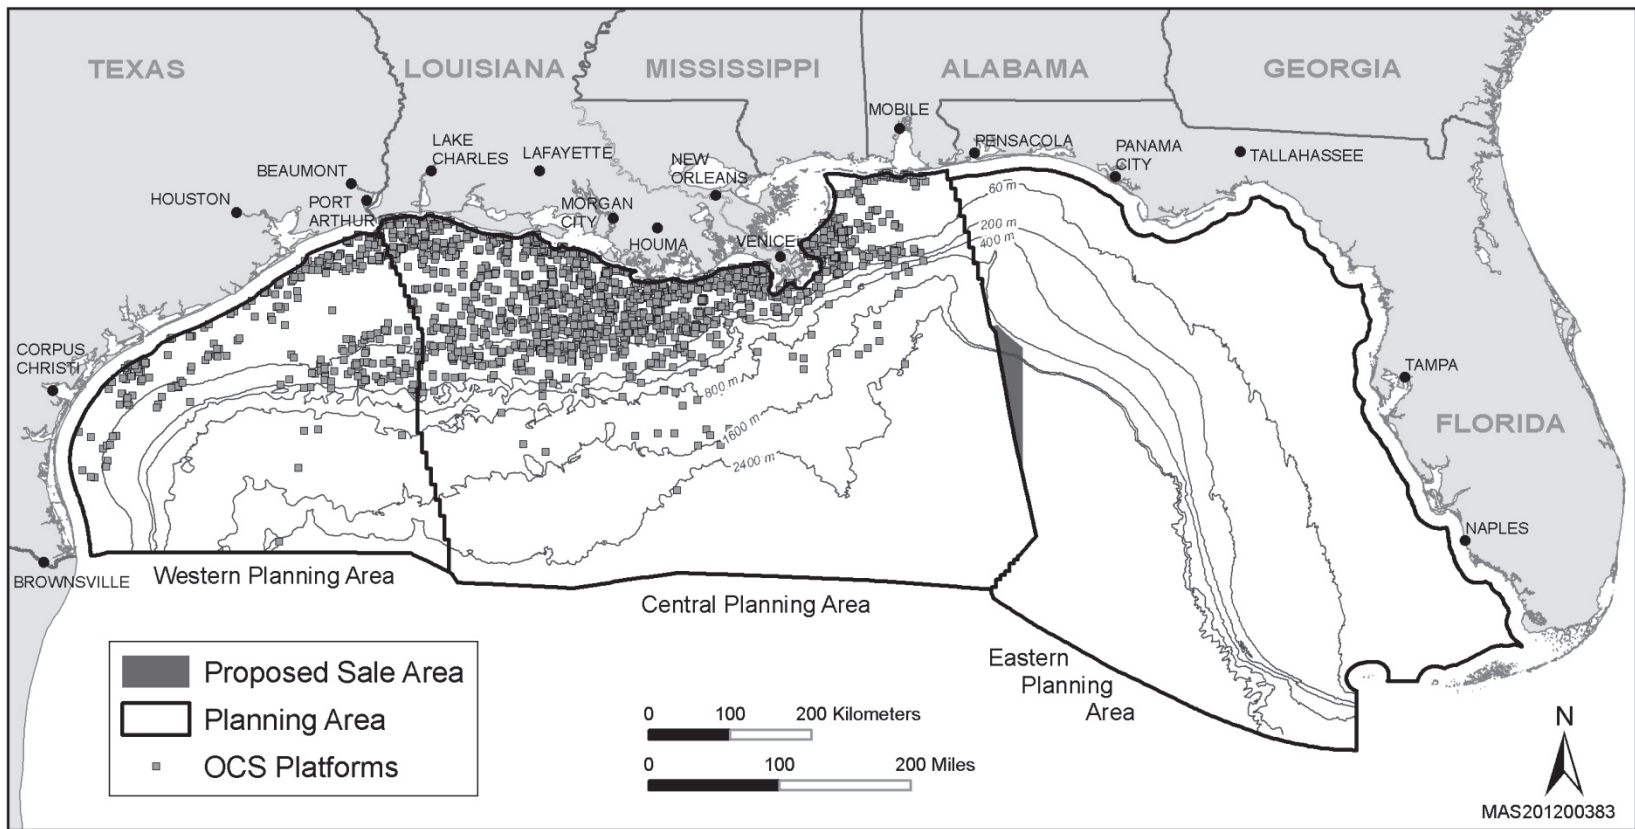 TEXAS
LOUISIANA
MISSISSIPPI
ALABAMA
GEORGIA
MOBILE
PENSACOLA
PANAMA
CITY
TALLAHASSEE
LAKE
CHARLES
LAFAYETTE
NEW
ORLEANS
BEAUMONT
HOUSTON
PORT
ARTHUR
MORGAN
CITY
HOUMA
VENICE
60 m
200 m
400 m
CORPUS
CHRISTI
TAMPA
FLORIDA
800 m
1600 m
2400 m
NAPLES
BROWNSVILLE
Western Planning Area
Central Planning Area
Eastern
Planning
Area
Proposed Sale Area
Planning Area
OCS Platforms
0 100 200 Kilometers
0 100 200 Miles
N
MAS201200383